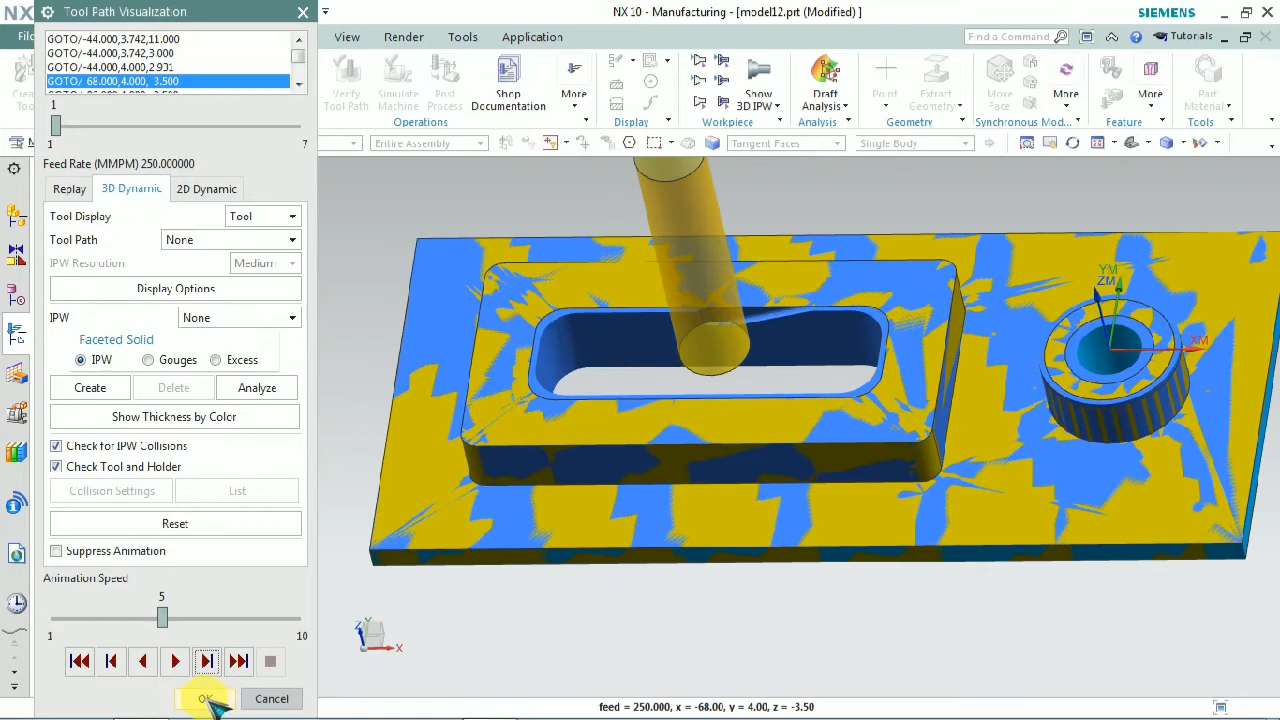 NX
Tool Path Visualization
NX 10 - Manufacturing - [model12.prt (Modified) ]
SIEMENS
View
Render
Tools
Application
Find a Command
Tutorials
GOTO/-44.000,3.742,11.000
GOTO/-44.000,3.742,3.000
GOTO/-44.000,4.000,2.931
GOTO/-68.000,4.000,-3.500
Verify
Tool Path
Simulate
Machine
Post
Process
Shop
Documentation
More
Operations
Display
Show
3D IPW
Workpiece
Draft
Analysis
Analysis
Point
Extract
Geometry
Geometry
Move
Face
More
Synchronous Mod...
More
Feature
Part
Material
Tools
Entire Assembly
Tangent Faces
Single Body
1
1
7
Feed Rate (MMPM) 250.000000
Replay
3D Dynamic
2D Dynamic
Tool Display
Tool
Tool Path
None
IPW Resolution
Medium
Display Options
IPW
None
Faceted Solid
IPW
Gouges
Excess
Create
Delete
Analyze
Show Thickness by Color
Check for IPW Collisions
Check Tool and Holder
Collision Settings
List
Reset
Suppress Animation
Animation Speed
5
1
10
OK
Cancel
YM
ZM
XM
Z
Y
X
feed = 250.000, x = -68.00, y = 4.00, z = -3.50